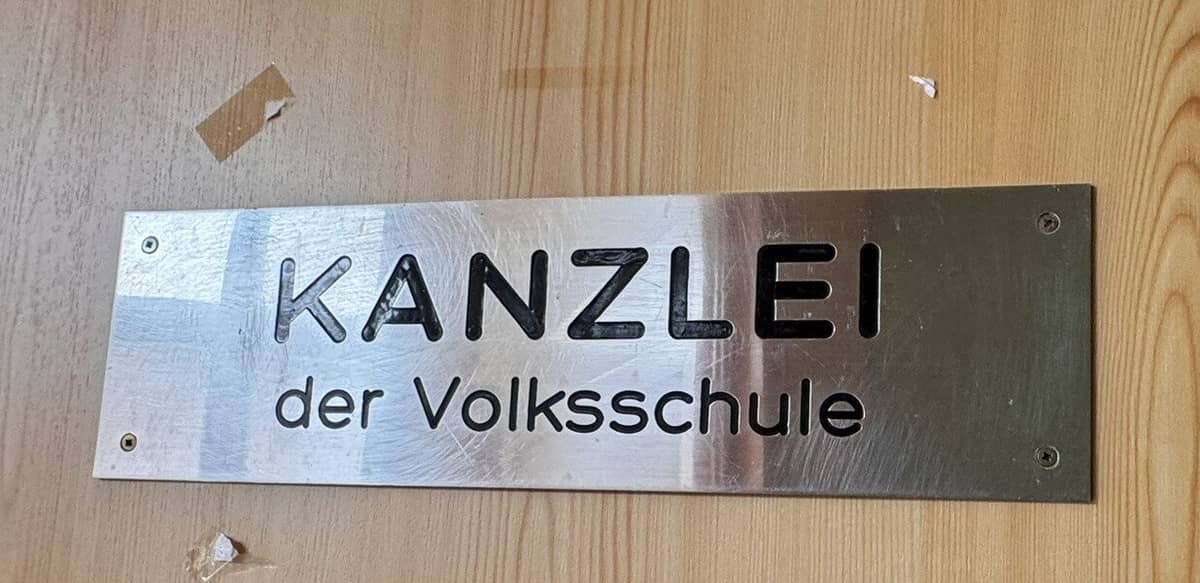 KANZLEI
der Volksschule